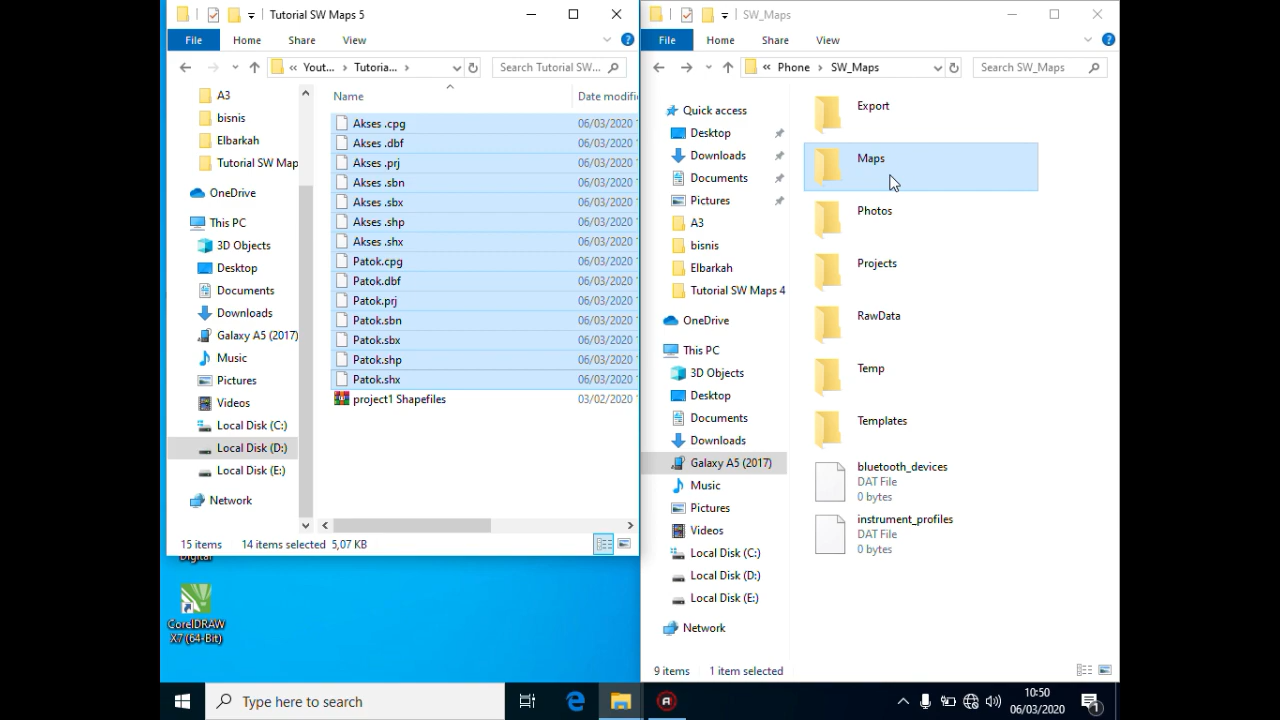 Tutorial SW Maps 5
File
Home
Share
View
Yout...
Tutoria...
Search Tutorial SW...
A3
bisnis
Elbarkah
Tutorial SW Map
OneDrive
This PC
3D Objects
Desktop
Documents
Downloads
Galaxy A5 (2017)
Music
Pictures
Videos
Local Disk (C:)
Local Disk (D:)
Local Disk (E:)
Network
Name
Date modifi
Akses .cpg
06/03/2020
Akses .dbf
06/03/2020
Akses .prj
06/03/2020
Akses .sbn
06/03/2020
Akses .sbx
06/03/2020
Akses .shp
06/03/2020
Akses .shx
06/03/2020
Patok.cpg
06/03/2020
Patok.dbf
06/03/2020
Patok.prj
06/03/2020
Patok.sbn
06/03/2020
Patok.sbx
06/03/2020
Patok.shp
06/03/2020
Patok.shx
06/03/2020
project1 Shapefiles
03/02/2020
15 items
14 items selected 5,07 KB
SW_Maps
File
Home
Share
View
Phone
SW_Maps
Search SW_Maps
Quick access
Desktop
Downloads
Documents
Pictures
A3
bisnis
Elbarkah
Tutorial SW Maps 4
OneDrive
This PC
3D Objects
Desktop
Documents
Downloads
Galaxy A5 (2017)
Music
Pictures
Videos
Local Disk (C:)
Local Disk (D:)
Local Disk (E:)
Network
Export
Maps
Photos
Projects
RawData
Temp
Templates
bluetooth_devices
DAT File
0 bytes
instrument_profiles
DAT File
0 bytes
9 items
1 item selected
Digital
CorelDRAW
X7 (64-Bit)
Type here to search
10:50
06/03/2020
1